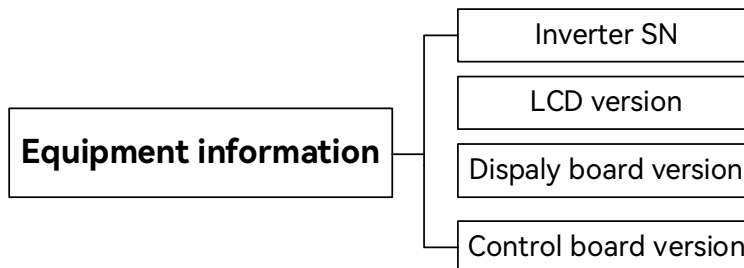 Inverter SN
LCD version
Equipment information
Dispaly board version
Control board version